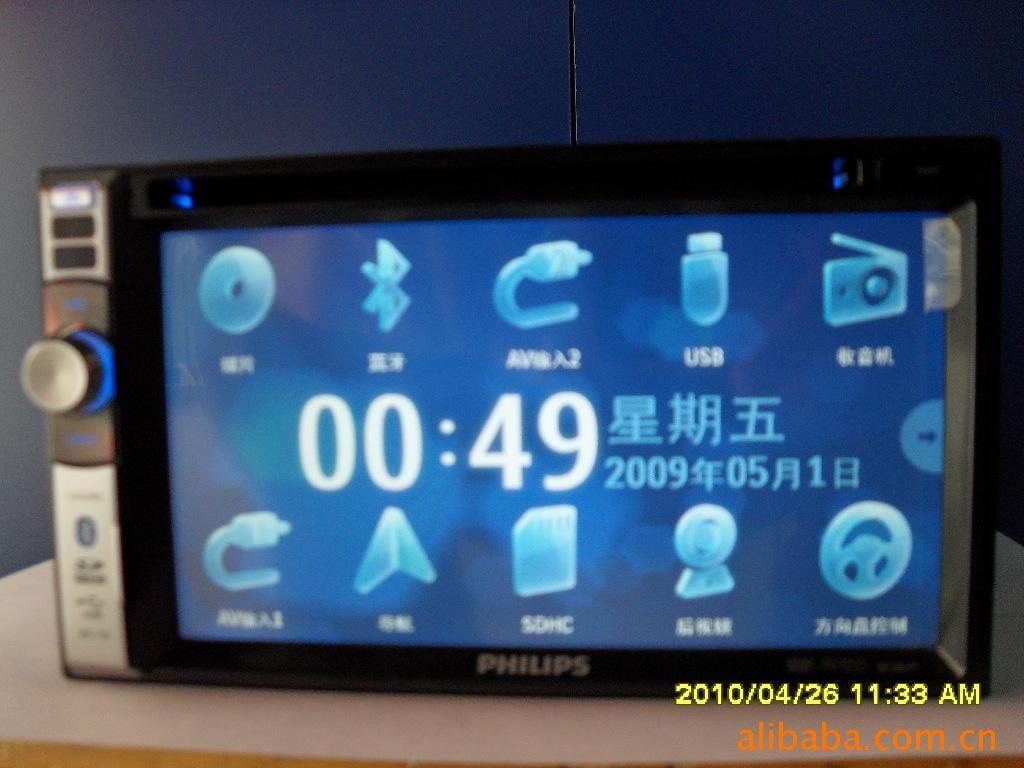 碟片
蓝牙
AV输入2
USB
收音机
00:49
星期五
2009年05月1日
AV输入1
导航
SDHC
后视频
方向盘控制
PHILIPS
2010/04/26 11:33 AM
alibaba.com.cn